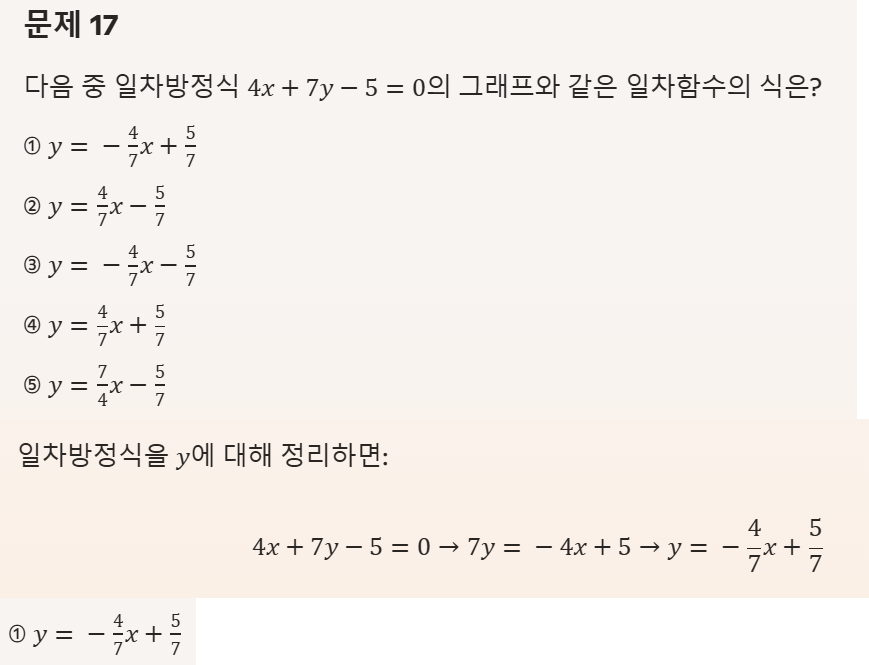 문제 17
다음 중 일차방정식 4x + 7y − 5 = 0의 그래프와 같은 일차함수의 식은?
① y = −4/7x + 5/7
② y = 4/7x − 5/7
③ y = −4/7x − 5/7
④ y = 4/7x + 5/7
⑤ y = 7/4x − 5/7
일차방정식을 y에 대해 정리하면:
4x + 7y − 5 = 0 → 7y = −4x + 5 → y = −4/7x + 5/7
① y = −4/7x + 5/7